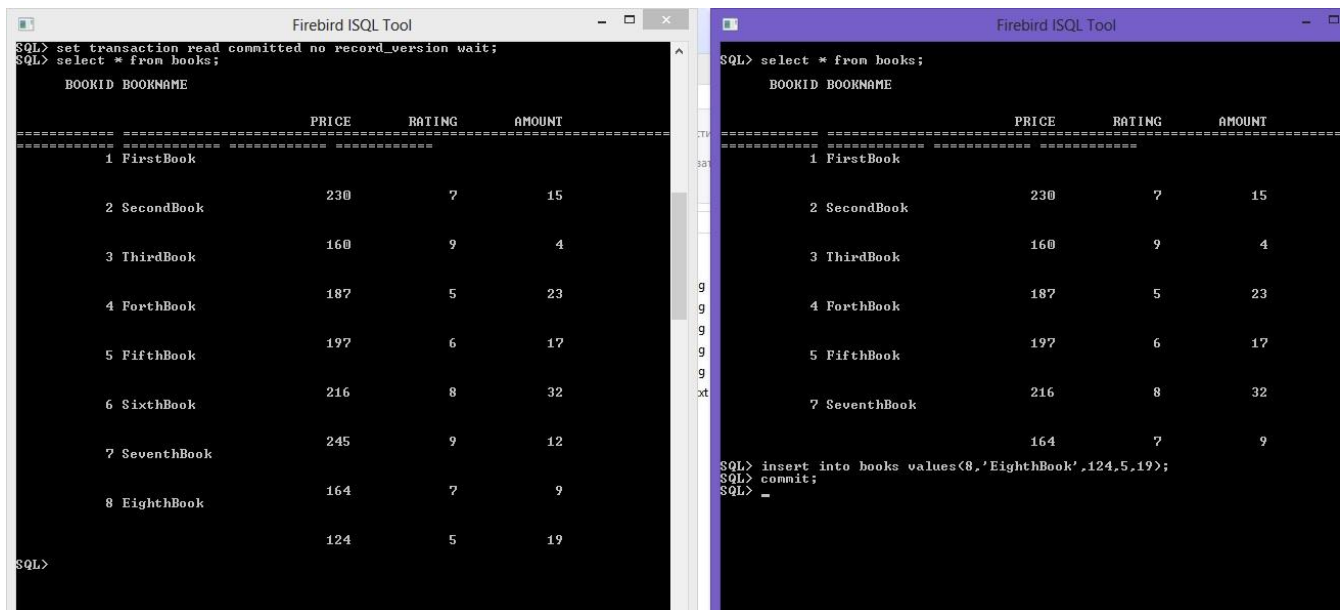 Firebird ISQL Tool
SQL> set transaction read committed no record_version wait;
SQL> select * from books;
BOOKID BOOKNAME
PRICE RATING AMOUNT
============ ===============================================================================
============ ============ ============ ============
1 FirstBook
230 7 15
2 SecondBook
160 9 4
3 ThirdBook
187 5 23
4 ForthBook
197 6 17
5 FifthBook
216 8 32
6 SixthBook
245 9 12
7 SeventhBook
164 7 9
8 EighthBook
124 5 19
SQL>
Firebird ISQL Tool
SQL> select * from books;
BOOKID BOOKNAME
PRICE RATING AMOUNT
============ ===============================================================================
============ ============ ============ ============
1 FirstBook
230 7 15
2 SecondBook
160 9 4
3 ThirdBook
187 5 23
4 ForthBook
197 6 17
5 FifthBook
216 8 32
7 SeventhBook
164 7 9
SQL> insert into books values(8,'EighthBook',124,5,19);
SQL> commit;
SQL> _